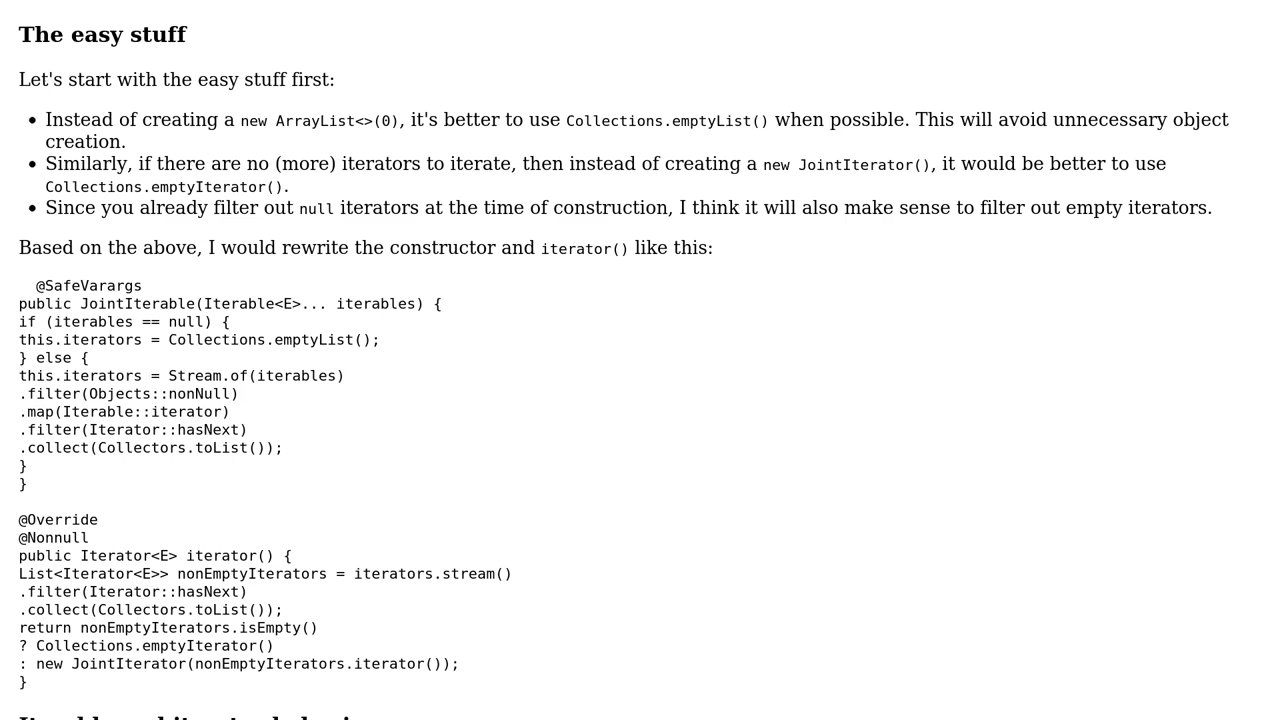 The easy stuff
Let's start with the easy stuff first:
• Instead of creating a new ArrayList<>(0), it's better to use Collections.emptyList() when possible. This will avoid unnecessary object
creation.
• Similarly, if there are no (more) iterators to iterate, then instead of creating a new JointIterator(), it would be better to use
Collections.emptyIterator().
• Since you already filter out null iterators at the time of construction, I think it will also make sense to filter out empty iterators.
Based on the above, I would rewrite the constructor and iterator() like this:
  @SafeVarargs
public JointIterable(Iterable<E>... iterables) {
if (iterables == null) {
this.iterators = Collections.emptyList();
} else {
this.iterators = Stream.of(iterables)
.filter(Objects::nonNull)
.map(Iterable::iterator)
.filter(Iterator::hasNext)
.collect(Collectors.toList());
}
}

@Override
@Nonnull
public Iterator<E> iterator() {
List<Iterator<E>> nonEmptyIterators = iterators.stream()
.filter(Iterator::hasNext)
.collect(Collectors.toList());
return nonEmptyIterators.isEmpty()
? Collections.emptyIterator()
: new JointIterator(nonEmptyIterators.iterator());
}